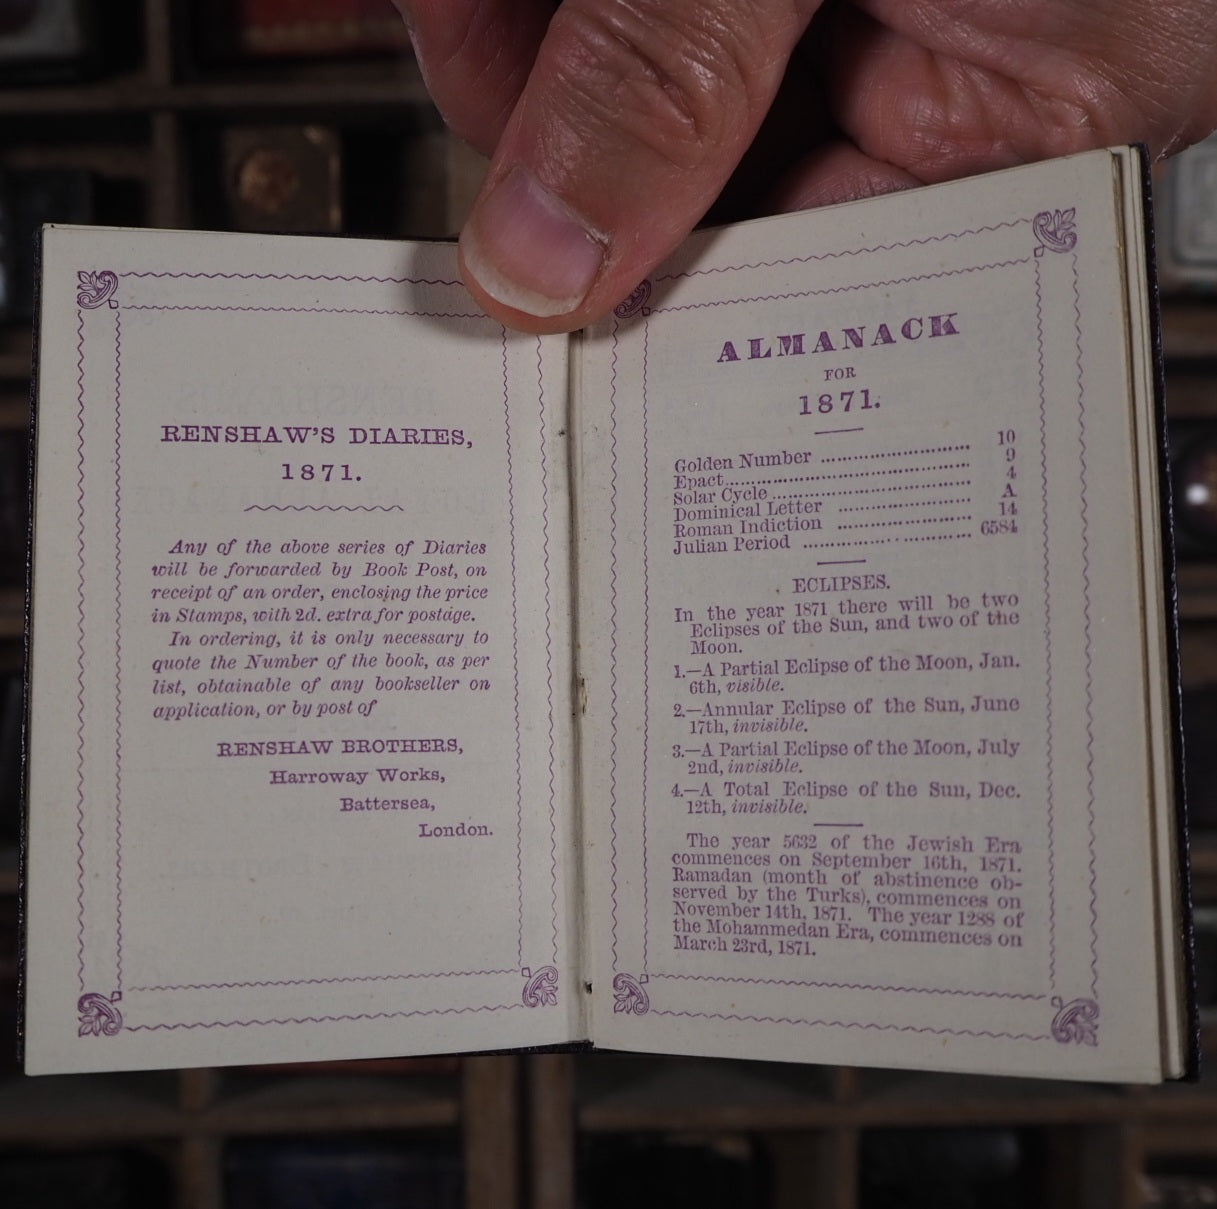 RENSHAW'S DIARIES,
1871.
Any of the above series of Diaries
will be forwarded by Book Post, on
receipt of an order, enclosing the price
in Stamps, with 2d. extra for postage.
In ordering, it is only necessary to
quote the Number of the book, as per
list, obtainable of any bookseller on
application, or by post of
RENSHAW BROTHERS,
Harroway Works,
Battersea,
London.
ALMANACK
FOR
1871.
Golden Number .............................. 10
Epact.................................................. 9
Solar Cycle ........................................ 4
Dominical Letter ........................... A
Roman Indiction ........................... 14
Julian Period .................................. 6584
ECLIPSES.
In the year 1871 there will be two
Eclipses of the Sun, and two of the
Moon.
1.—A Partial Eclipse of the Moon, Jan.
6th, visible.
2.—Annular Eclipse of the Sun, June
17th, invisible.
3.—A Partial Eclipse of the Moon, July
2nd, invisible.
4.—A Total Eclipse of the Sun, Dec.
12th, invisible.
The year 5632 of the Jewish Era
commences on September 16th, 1871.
Ramadan (month of abstinence ob-
served by the Turks), commences on
November 14th, 1871. The year 1288 of
the Mohammedan Era, commences on
March 23rd, 1871.